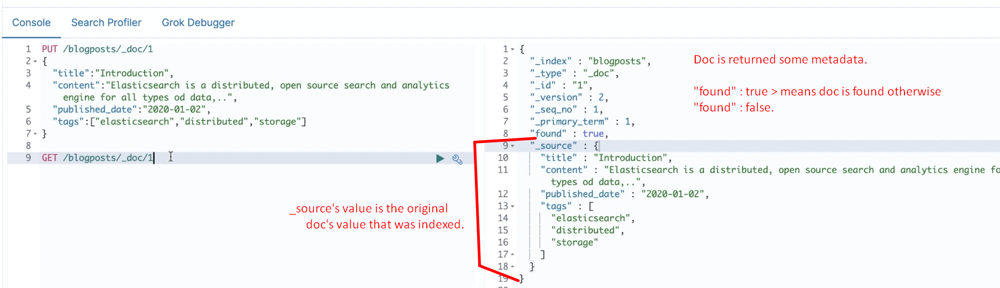 Console Search Profiler Grok Debugger
1 PUT /blogposts/_doc/1
2 {
3 "title":"Introduction",
4 "content":"Elasticsearch is a distributed, open source search and analytics
engine for all types od data,..",
5 "published_date":"2020-01-02",
6 "tags":["elasticsearch","distributed","storage"]
7 }
8
9 GET /blogposts/_doc/1
_source's value is the original
doc's value that was indexed.
1 {
2 "_index" : "blogposts",
3 "_type" : "_doc",
4 "_id" : "1",
5 "_version" : 2,
6 "_seq_no" : 1,
7 "_primary_term" : 1,
8 "found" : true,
9 "_source" : {
10 "title" : "Introduction",
11 "content" : "Elasticsearch is a distributed, open source search and analytics engine fo
types od data,..",
12 "published_date" : "2020-01-02",
13 "tags" : [
14 "elasticsearch",
15 "distributed",
16 "storage"
17 ]
18 }
19 }
Doc is returned some metadata.
"found" : true > means doc is found otherwise
"found" : false.